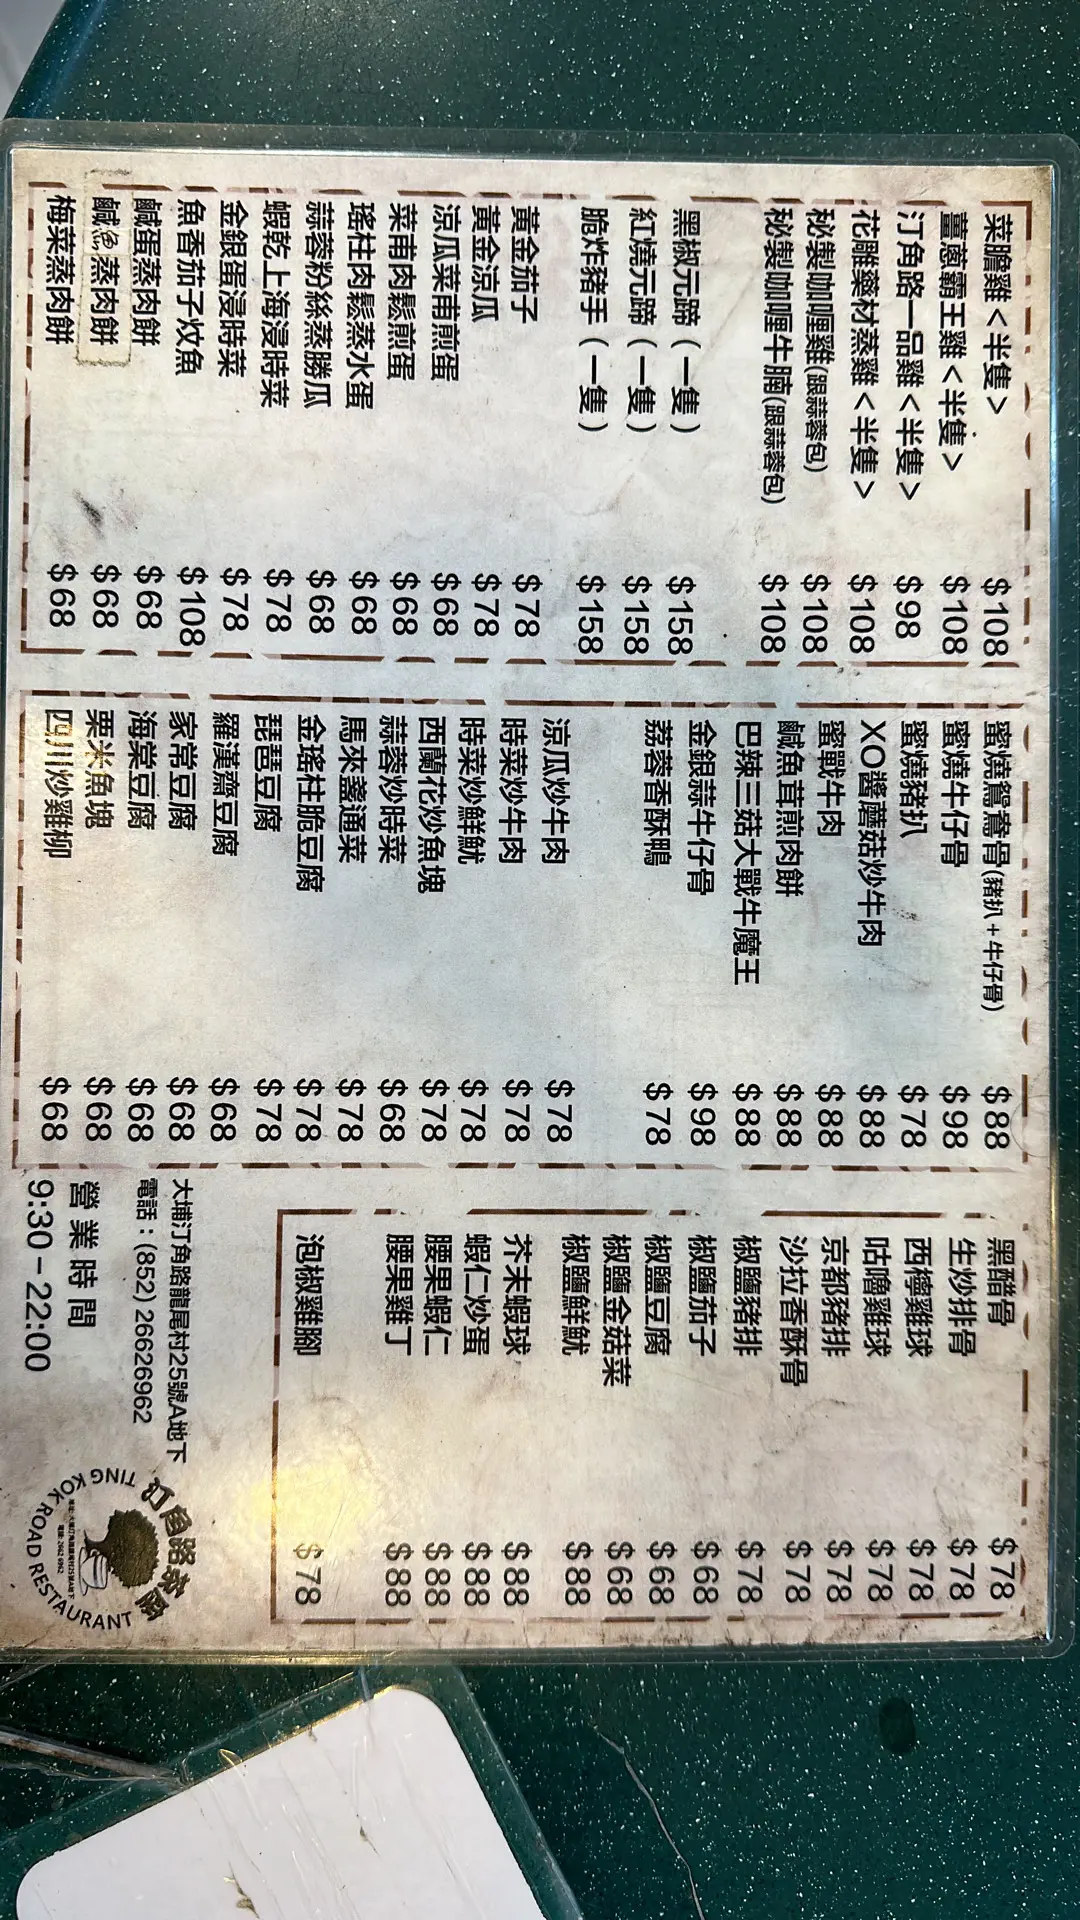 菜膽雞<半隻> $108
薑蔥霸王雞<半隻> $108
汀角路一品雞<半隻> $98
花雕藥材蒸雞<半隻> $108
秘製咖喱雞(跟蒜蓉包) $108
秘製咖喱牛腩(跟蒜蓉包) $108
黑椒元蹄(一隻) $158
紅燒元蹄(一隻) $158
脆炸豬手(一隻) $158
黃金茄子 $78
黃金涼瓜 $78
涼瓜菜甫煎蛋 $68
菜甫肉鬆煎蛋 $68
瑤柱肉鬆蒸水蛋 $68
蒜蓉粉絲蒸勝瓜 $68
蝦乾上海浸時菜 $78
金銀蛋浸時菜 $78
魚香茄子炆魚 $108
鹹蛋蒸肉餅 $68
鹹魚蒸肉餅 $68
梅菜蒸肉餅 $68
蜜燒鴛鴦骨(豬扒+牛仔骨) $88
蜜燒牛仔骨 $98
蜜燒豬扒 $78
XO醬蘑菇炒牛肉 $88
蜜戰牛肉 $88
鹹魚茸煎肉餅 $88
巴辣三菇大戰牛魔王 $88
金銀蒜牛仔骨 $98
荔蓉香酥鴨 $78
涼瓜炒牛肉 $78
時菜炒牛肉 $78
時菜炒鮮魷 $78
西蘭花炒魚塊 $78
蒜蓉炒時菜 $68
馬來盞通菜 $78
金瑤柱脆豆腐 $78
琵琶豆腐 $78
羅漢齋豆腐 $68
家常豆腐 $68
海棠豆腐 $68
粟米魚塊 $68
四川炒雞柳 $68
黑醋骨 $78
生炒排骨 $78
西檸雞球 $78
咕嚕雞球 $78
京都豬排 $78
沙拉香酥骨 $78
椒鹽豬排 $78
椒鹽茄子 $68
椒鹽豆腐 $68
椒鹽金菇菜 $68
椒鹽鮮魷 $88
芥末蝦球 $88
蝦仁炒蛋 $88
腰果蝦仁 $88
腰果雞丁 $88
泡椒雞腳 $78
大埔汀角路龍尾村25號A地下
電話：(852) 26626962
營業時間
9:30-22:00
汀角路茶園
TING KOK ROAD RESTAURANT